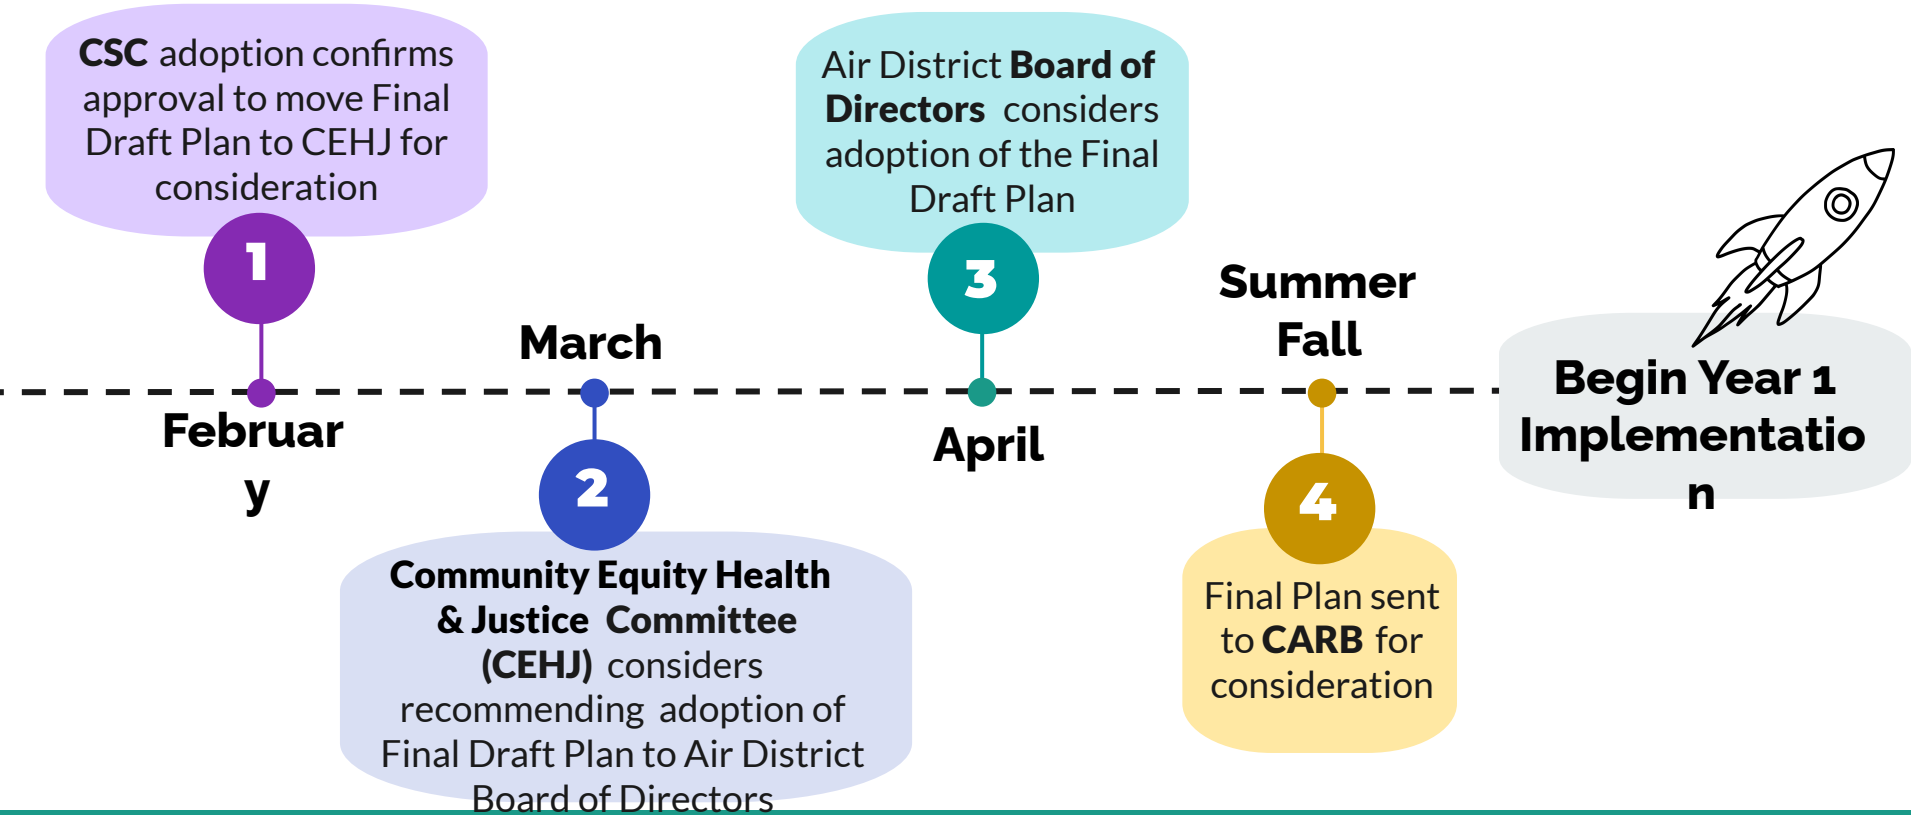 CSC adoption confirms
approval to move Final
Draft Plan to CEHJ for
consideration
1
Februar
y
March
2
Community Equity Health
& Justice Committee
(CEHJ) considers
recommending adoption of
Final Draft Plan to Air District
Board of Directors
Air District Board of
Directors considers
adoption of the Final
Draft Plan
3
April
Summer
Fall
4
Final Plan sent
to CARB for
consideration
Begin Year 1
Implementatio
n